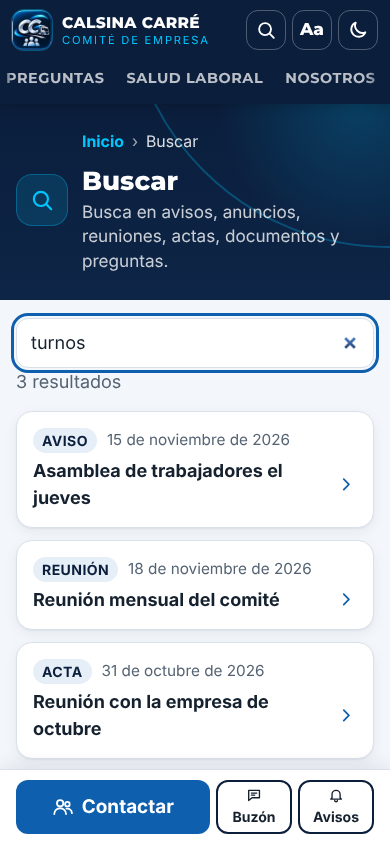 CALSINA CARRÉ
COMITÉ DE EMPRESA
Aa
PREGUNTAS SALUD LABORAL NOSOTROS
Inicio › Buscar
Buscar
Busca en avisos, anuncios,
reuniones, actas, documentos y
preguntas.
turnos
3 resultados
AVISO 15 de noviembre de 2026
Asamblea de trabajadores el
jueves
REUNIÓN 18 de noviembre de 2026
Reunión mensual del comité
ACTA 31 de octubre de 2026
Reunión con la empresa de
octubre
Contactar
Buzón
Avisos